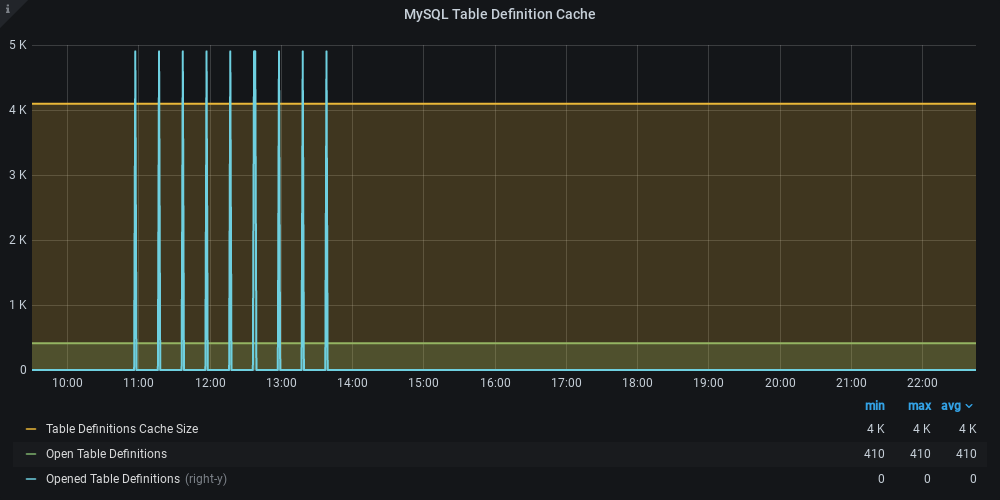 i
MySQL Table Definition Cache
5 K
4 K
3 K
2 K
1 K
0
10:00 11:00 12:00 13:00 14:00 15:00 16:00 17:00 18:00 19:00 20:00 21:00 22:00
min max avg
Table Definitions Cache Size 4 K 4 K 4 K
Open Table Definitions 410 410 410
Opened Table Definitions (right-y) 0 0 0